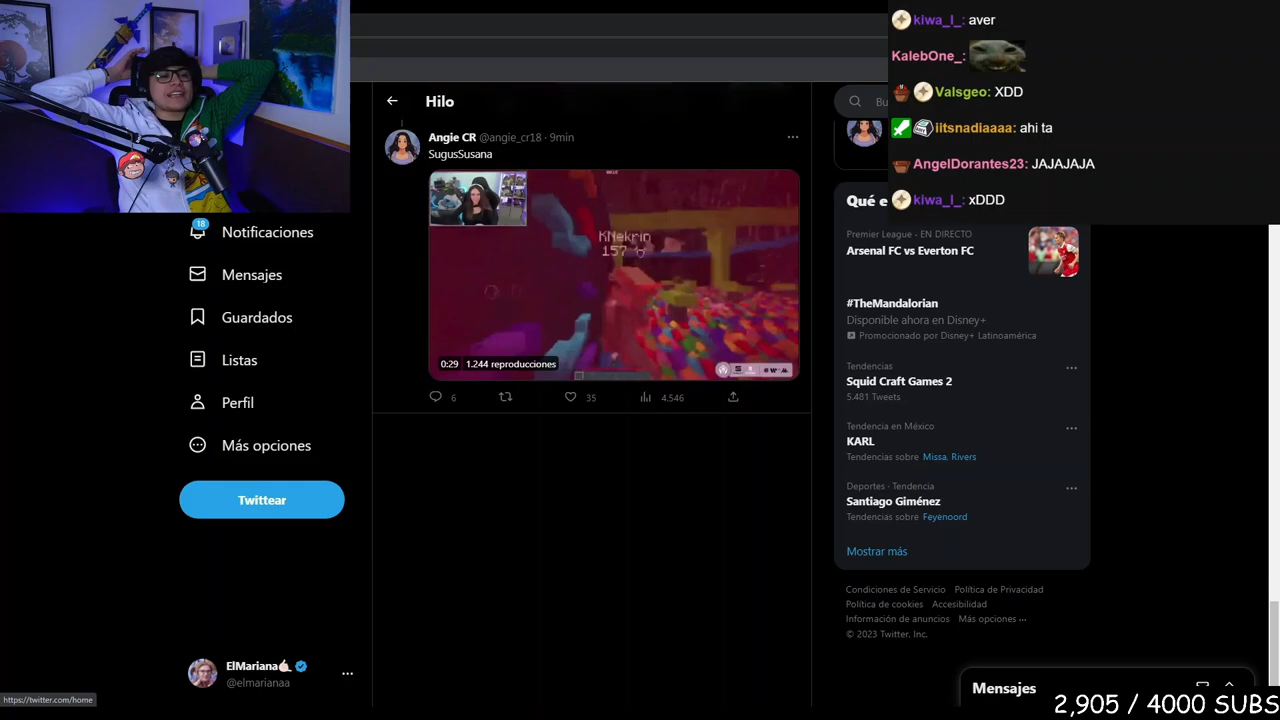 kiwa_l_: aver
KalebOne_:
Valsgeo: XDD
iitsnadiaaaa: ahi ta
AngelDorantes23: JAJAJAJA
kiwa_l_: xDDD
Hilo
Bu
Angie CR @angie_cr18 · 9min
SugusSusana
KNekrin
157
0:29 1.244 reproducciones
6 35 4.546
18
Notificaciones
Mensajes
Guardados
Listas
Perfil
Más opciones
Twittear
ElMariana
@elmarianaa
https://twitter.com/home
Qué e
Premier League · EN DIRECTO
Arsenal FC vs Everton FC
#TheMandalorian
Disponible ahora en Disney+
Promocionado por Disney+ Latinoamérica
Tendencias
Squid Craft Games 2
5.481 Tweets
Tendencia en México
KARL
Tendencias sobre Missa, Rivers
Deportes · Tendencia
Santiago Giménez
Tendencias sobre Feyenoord
Mostrar más
Condiciones de Servicio Política de Privacidad
Política de cookies Accesibilidad
Información de anuncios Más opciones ···
© 2023 Twitter, Inc.
Mensajes
2,905 / 4000 SUBS